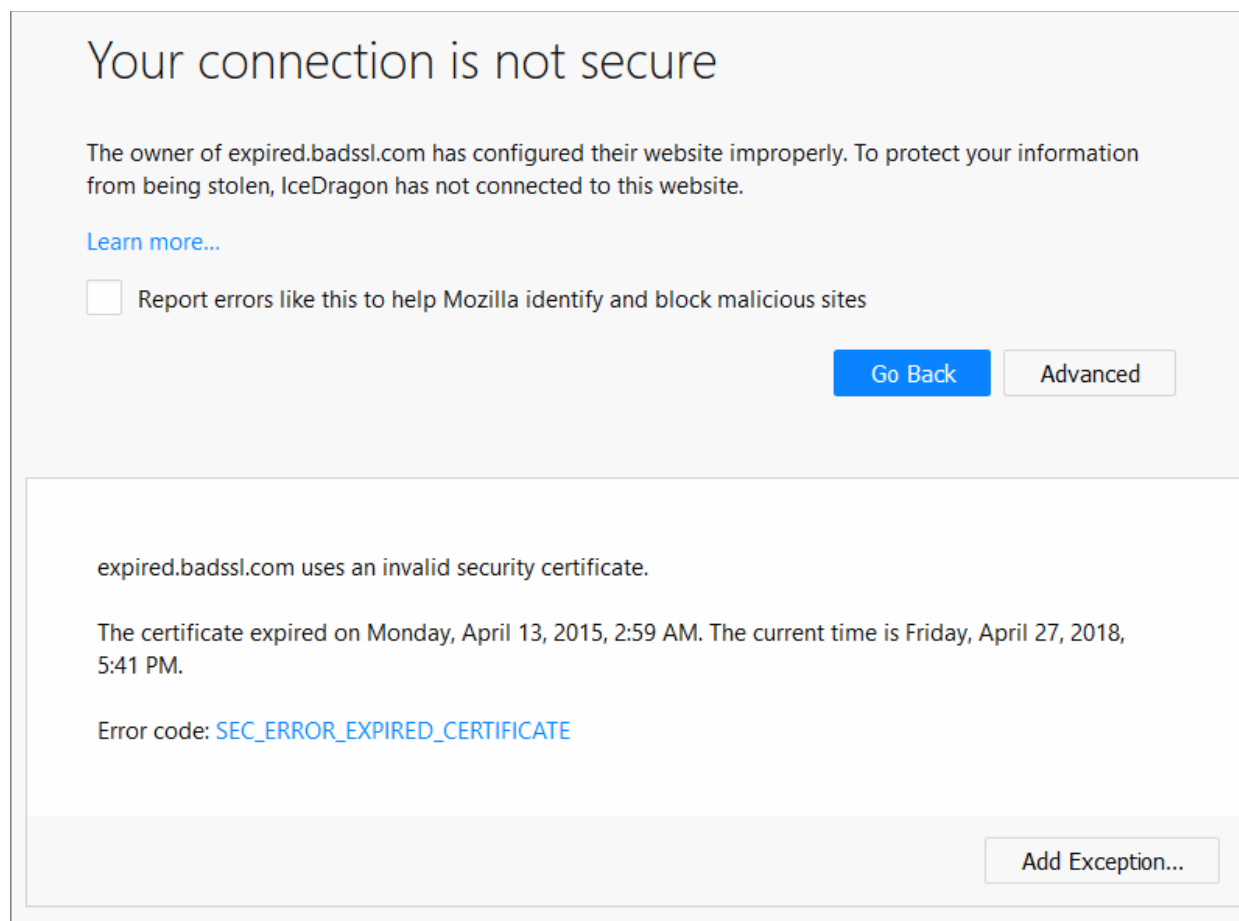 Your connection is not secure
The owner of expired.badssl.com has configured their website improperly. To protect your information
from being stolen, IceDragon has not connected to this website.
Learn more...
Report errors like this to help Mozilla identify and block malicious sites
Go Back Advanced
expired.badssl.com uses an invalid security certificate.
The certificate expired on Monday, April 13, 2015, 2:59 AM. The current time is Friday, April 27, 2018,
5:41 PM.
Error code: SEC_ERROR_EXPIRED_CERTIFICATE
Add Exception...